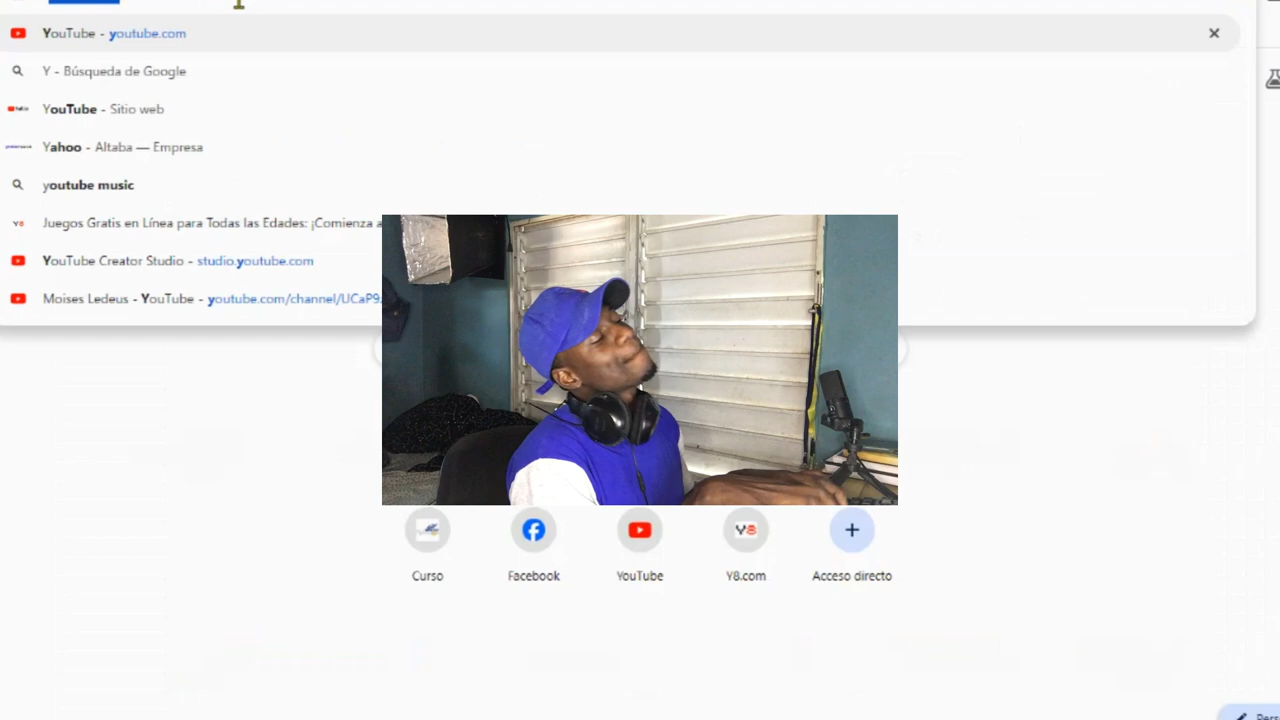 YouTube - youtube.com
Y - Búsqueda de Google
YouTube - Sitio web
Yahoo - Altaba — Empresa
youtube music
Juegos Gratis en Línea para Todas las Edades: ¡Comienza a
YouTube Creator Studio - studio.youtube.com
Moises Ledeus - YouTube - youtube.com/channel/UCaP9
Y8
Curso
Facebook
YouTube
Y8.com
Acceso directo